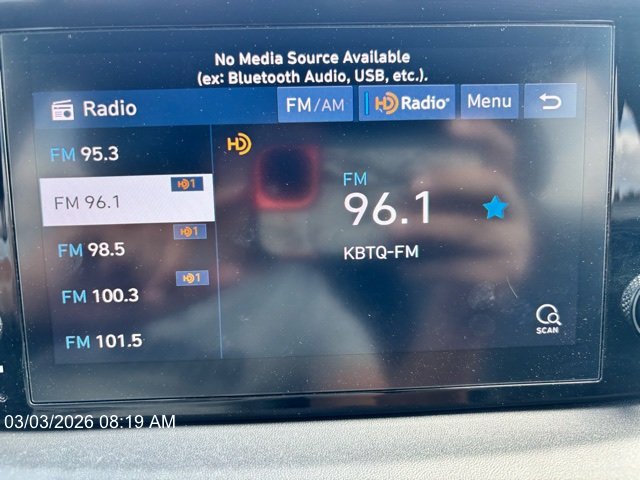 No Media Source Available
(ex: Bluetooth Audio, USB, etc.).
Radio
FM/AM
HD Radio®
Menu
FM 95.3
HD1
FM 96.1
HD1
FM 98.5
HD1
FM 100.3
FM 101.5
HD
FM
96.1
KBTQ-FM
SCAN
03/03/2026 08:19 AM